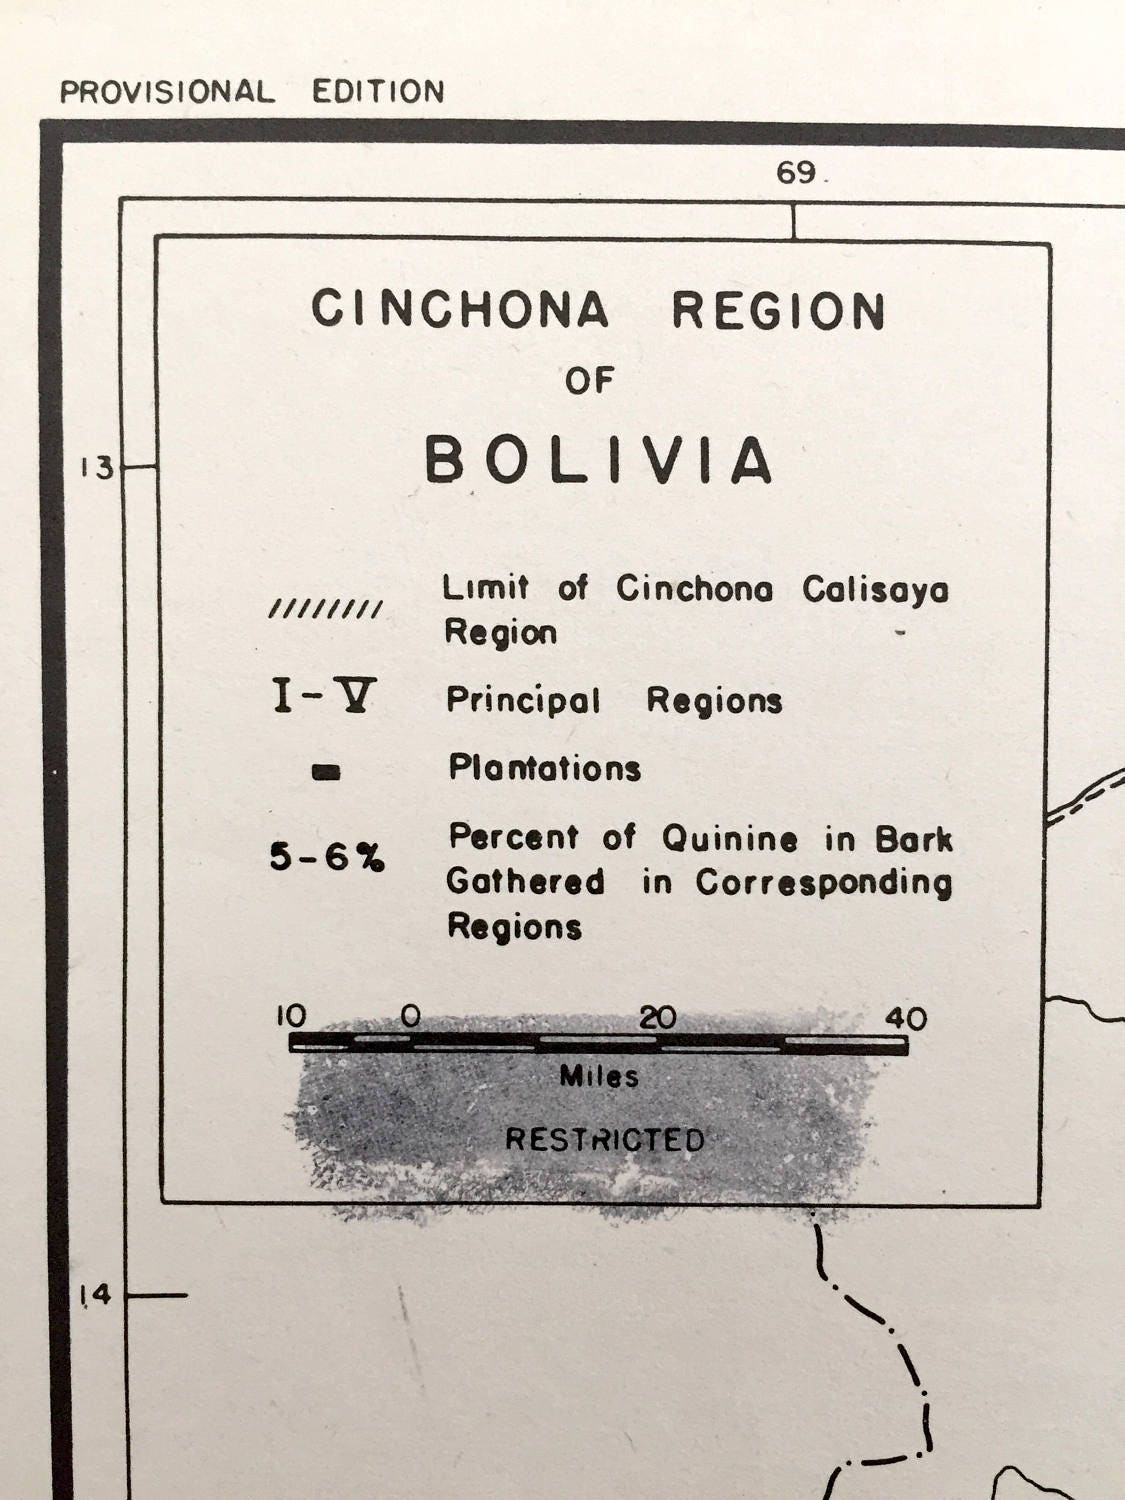 PROVISIONAL EDITION
69
CINCHONA REGION
OF
BOLIVIA
13
Limit of Cinchona Calisaya
Region
I-V Principal Regions
Plantations
5-6% Percent of Quinine in Bark
Gathered in Corresponding
Regions
10 0 20 40
Miles
RESTRICTED
14